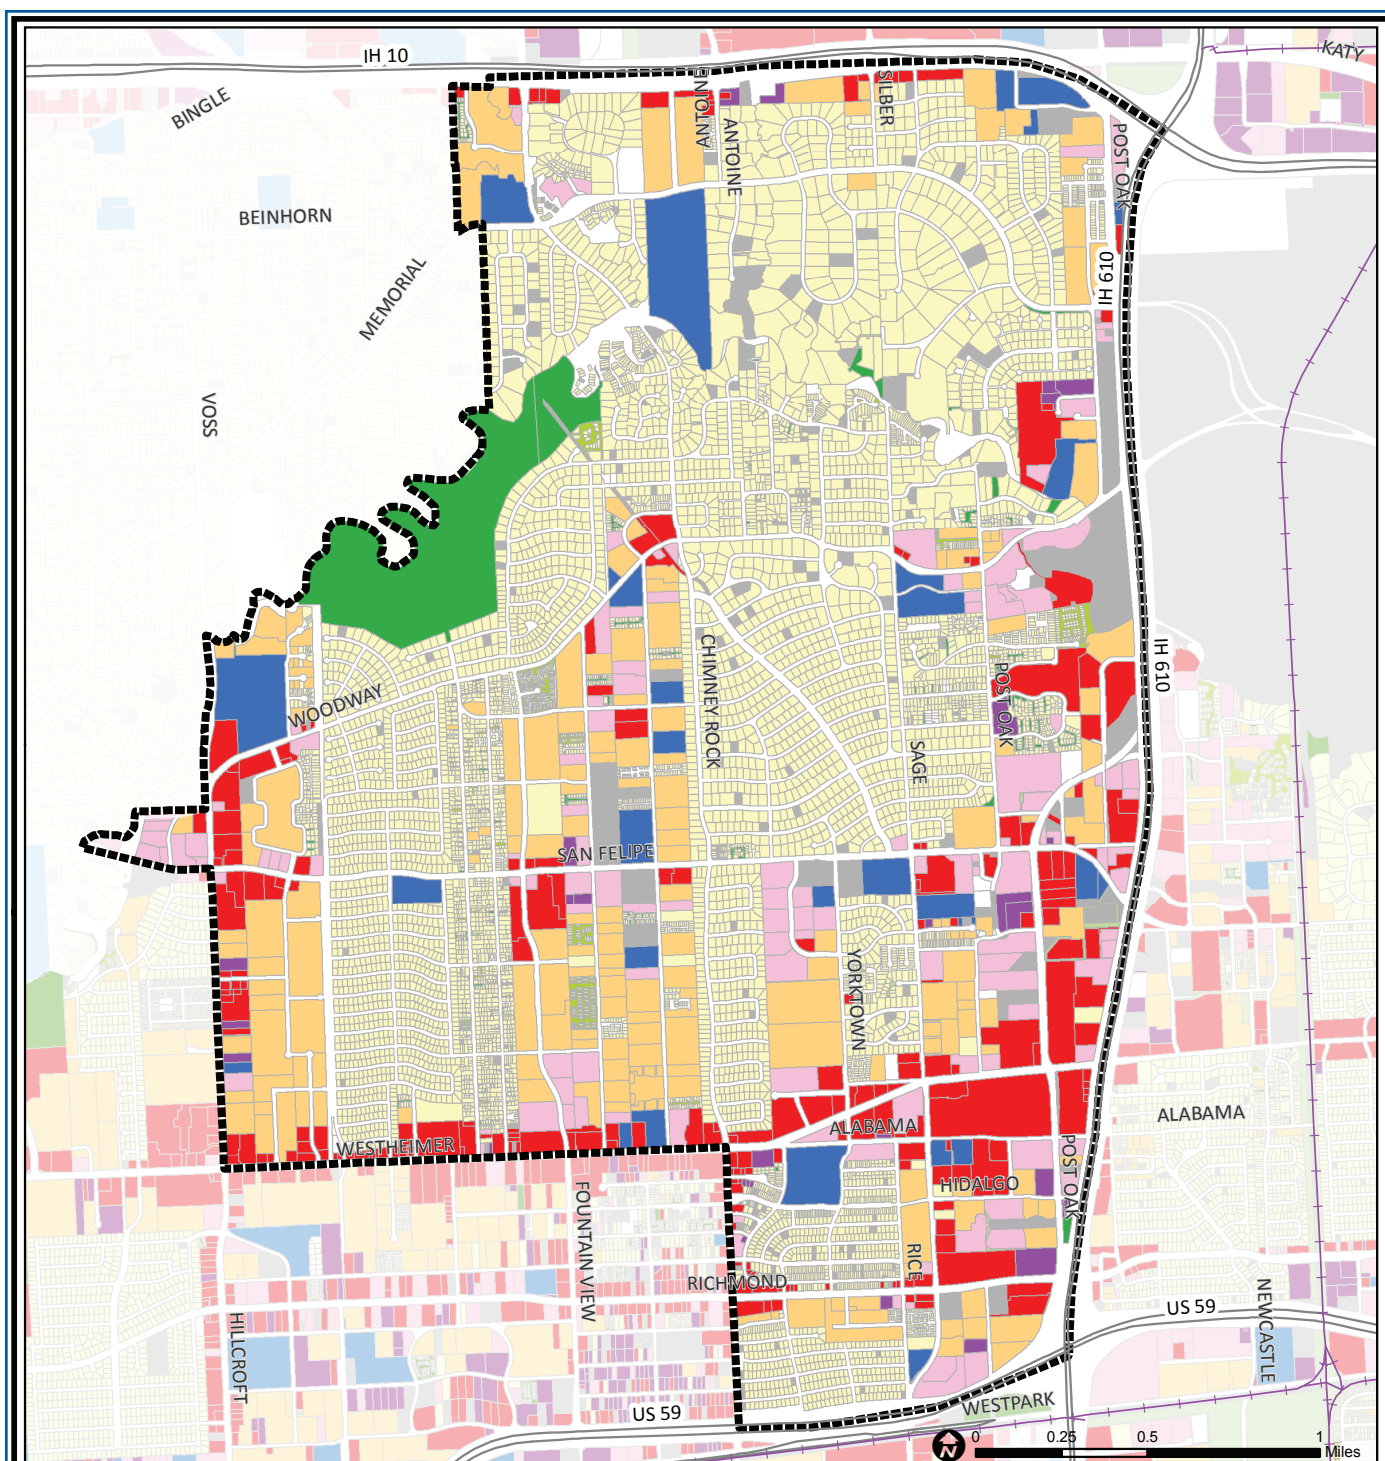 IH 10
KATY
BINGLE
ANTOINE
SILBER
ANTOINE
POST OAK
BEINHORN
MEMORIAL
IH 610
VOSS
CHIMNEY ROCK
IH 610
POST OAK
WOODWAY
SAGE
SAN FELIPE
YORKTOWN
ALABAMA
ALABAMA
WESTHEIMER
POST OAK
HIDALGO
FOUNTAIN VIEW
RICE
RICHMOND
NEWCASTLE
US 59
HILLCROFT
WESTPARK
US 59
N
0 0.25 0.5 1
Miles